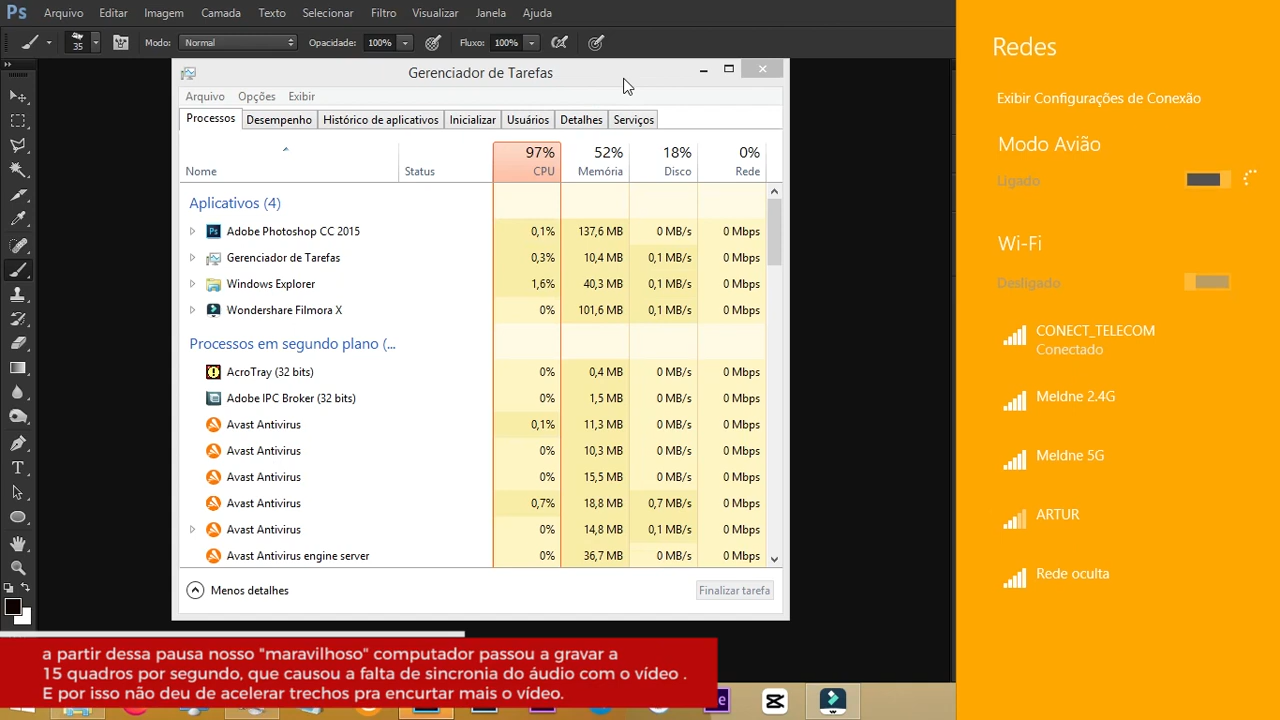 Ps Arquivo Editar Imagem Camada Texto Selecionar Filtro Visualizar Janela Ajuda
35 Modo: Normal Opacidade: 100% Fluxo: 100%
Gerenciador de Tarefas
Arquivo Opções Exibir
Processos Desempenho Histórico de aplicativos Inicializar Usuários Detalhes Serviços
97% 52% 18% 0%
Nome Status CPU Memória Disco Rede
Aplicativos (4)
Adobe Photoshop CC 2015 0,1% 137,6 MB 0 MB/s 0 Mbps
Gerenciador de Tarefas 0,3% 10,4 MB 0,1 MB/s 0 Mbps
Windows Explorer 1,6% 40,3 MB 0,1 MB/s 0 Mbps
Wondershare Filmora X 0% 101,6 MB 0,1 MB/s 0 Mbps
Processos em segundo plano (...
AcroTray (32 bits) 0% 0,4 MB 0 MB/s 0 Mbps
Adobe IPC Broker (32 bits) 0% 1,5 MB 0 MB/s 0 Mbps
Avast Antivirus 0,1% 11,3 MB 0 MB/s 0 Mbps
Avast Antivirus 0% 10,3 MB 0 MB/s 0 Mbps
Avast Antivirus 0% 15,5 MB 0 MB/s 0 Mbps
Avast Antivirus 0,7% 18,8 MB 0,7 MB/s 0 Mbps
Avast Antivirus 0% 14,8 MB 0,1 MB/s 0 Mbps
Avast Antivirus engine server 0% 36,7 MB 0 MB/s 0 Mbps
Menos detalhes Finalizar tarefa
Redes
Exibir Configurações de Conexão
Modo Avião
Ligado
Wi-Fi
Desligado
CONECT_TELECOM
Conectado
Meldne 2.4G
Meldne 5G
ARTUR
Rede oculta
a partir dessa pausa nosso "maravilhoso" computador passou a gravar a
15 quadros por segundo, que causou a falta de sincronia do áudio com o vídeo .
E por isso não deu de acelerar trechos pra encurtar mais o vídeo.